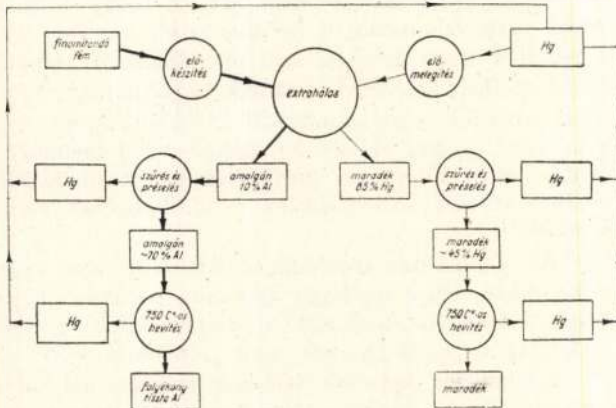 finomitandó
fém
elő-
készítés
extrahálás
elő-
melegítés
Hg
Hg
szűrés és
préselés
amalgán
10% Al
maradék
85% Hg
szűrés és
préselés
Hg
amalgán
~70% Al
maradék
~45% Hg
Hg
750 C°-os
hevítés
750 C°-os
hevítés
Hg
folyékony
tiszta Al
maradék